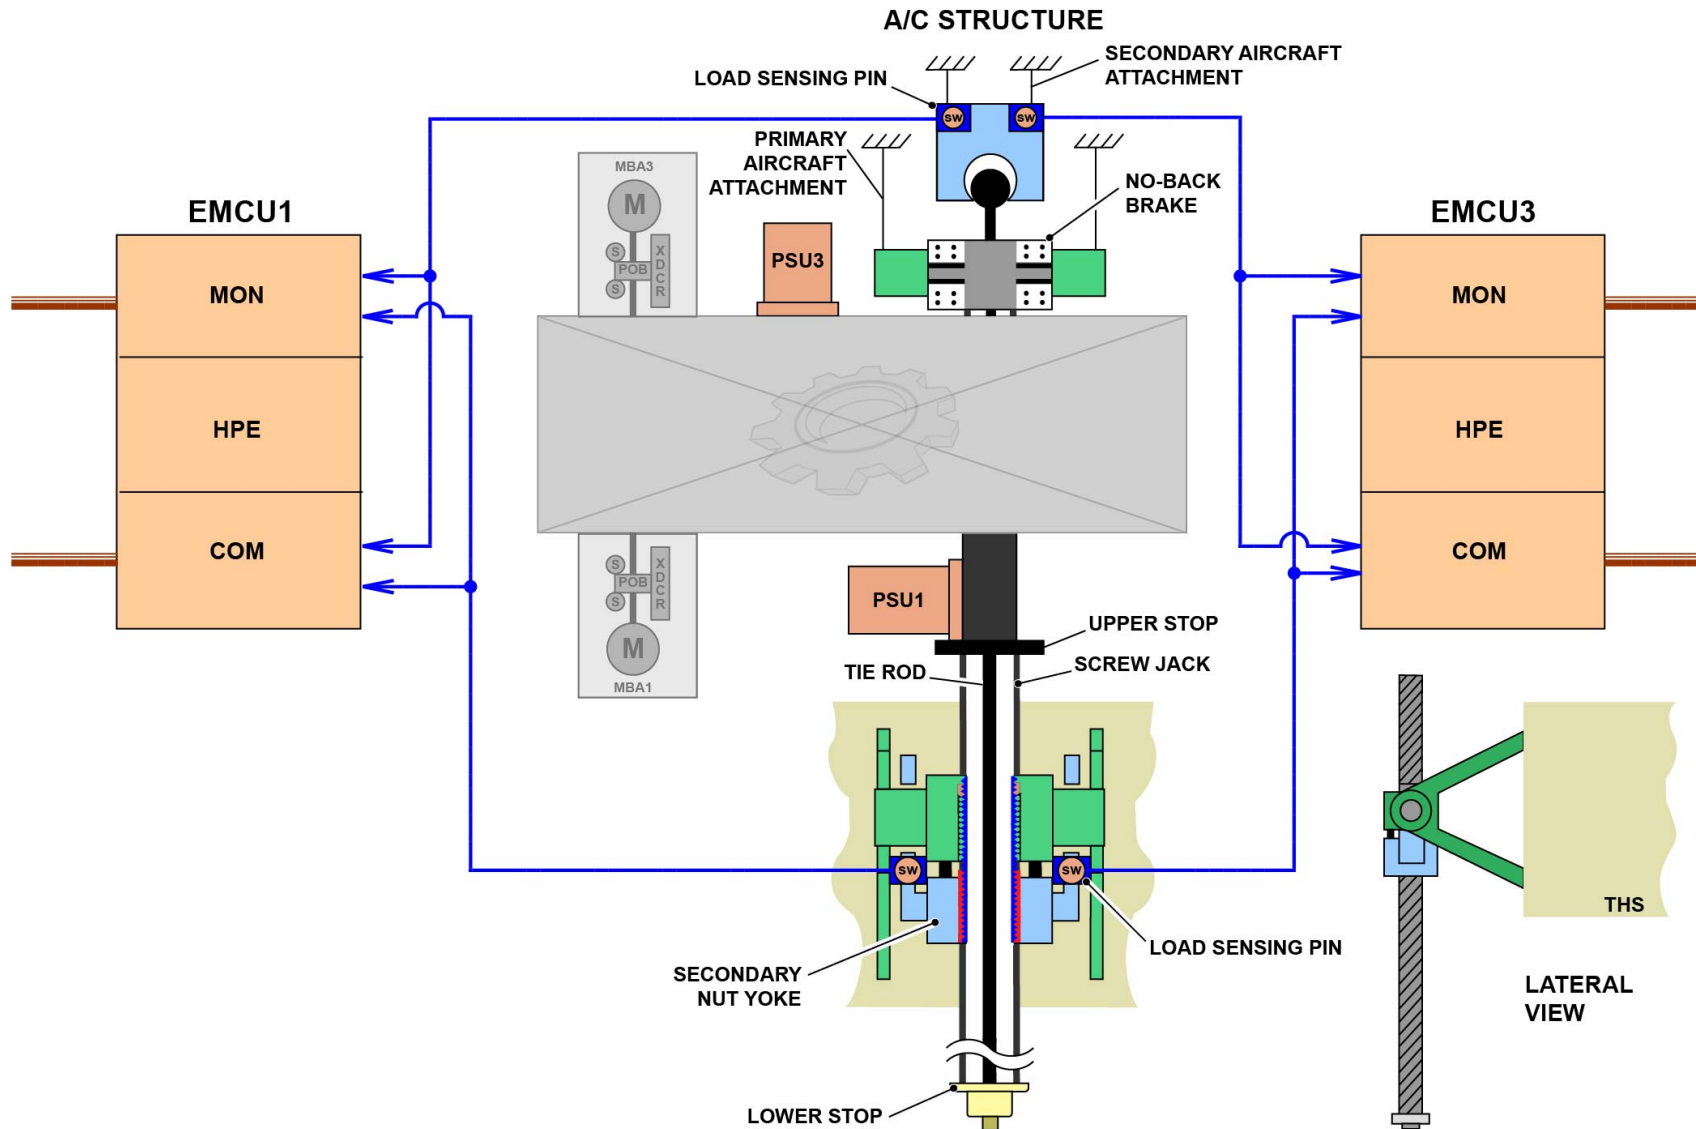 A/C STRUCTURE
SECONDARY AIRCRAFT
ATTACHMENT
LOAD SENSING PIN
SW
SW
PRIMARY
AIRCRAFT
ATTACHMENT
NO-BACK
BRAKE
MBA3
M
S
POB
S
XDCR
PSU3
EMCU1
MON
HPE
COM
EMCU3
MON
HPE
COM
S
POB
S
XDCR
M
MBA1
PSU1
UPPER STOP
TIE ROD
SCREW JACK
SW
SW
LOAD SENSING PIN
SECONDARY
NUT YOKE
LOWER STOP
THS
LATERAL
VIEW